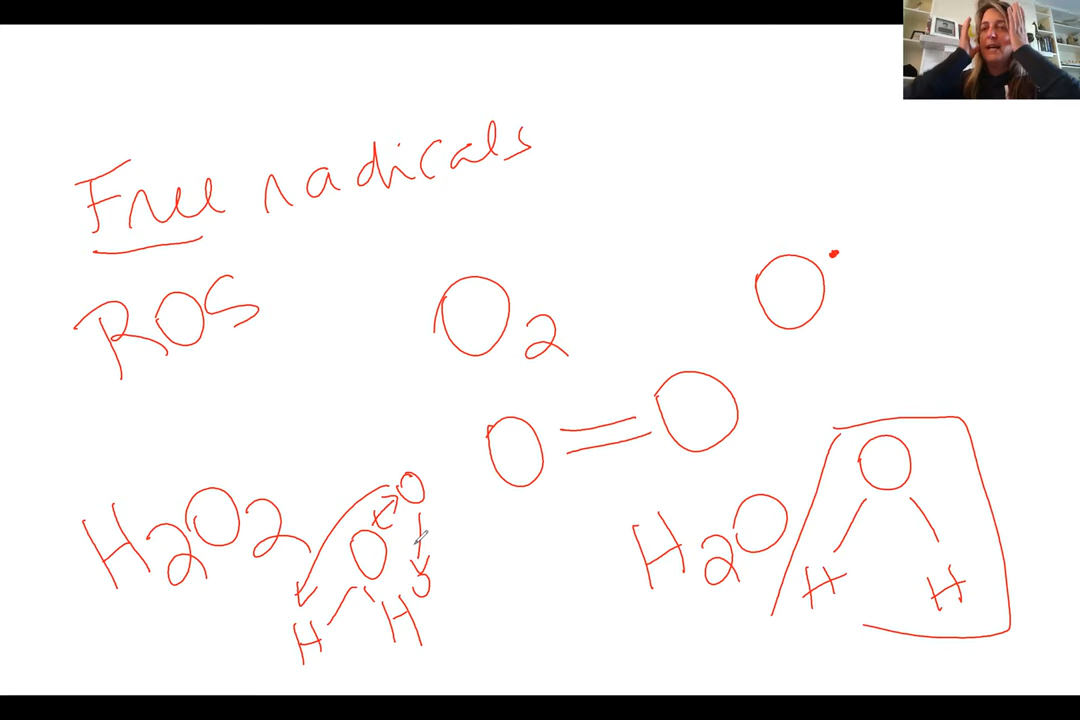 Free radicals
ROS
O2
O
O=O
H2O2
O
O
H H
H2O
O
H H